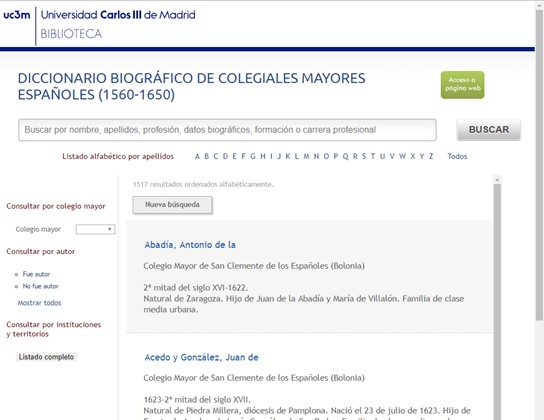 uc3m Universidad Carlos III de Madrid
BIBLIOTECA
DICCIONARIO BIOGRÁFICO DE COLEGIALES MAYORES
ESPAÑOLES (1560-1650)
Acceso a
página web
Buscar por nombre, apellidos, profesión, datos biográficos, formación o carrera profesional
BUSCAR
Listado alfabético por apellidos A B C D E F G H I J K L M N O P Q R S T U V W X Y Z Todos
Consultar por colegio mayor
Colegio mayor
Consultar por autor
Fue autor
No fue autor
Mostrar todos
Consultar por instituciones
y territorios
Listado completo
1517 resultados ordenados alfabéticamente.
Nueva búsqueda
Abadía, Antonio de la
Colegio Mayor de San Clemente de los Españoles (Bolonia)
2ª mitad del siglo XVI-1622.
Natural de Zaragoza. Hijo de Juan de la Abadía y María de Villalón. Familia de clase
media urbana.
Acedo y González, Juan de
Colegio Mayor de San Clemente de los Españoles (Bolonia)
1623-2ª mitad del siglo XVII.
Natural de Piedra Millera, diócesis de Pamplona. Nació el 23 de julio de 1623. Hijo